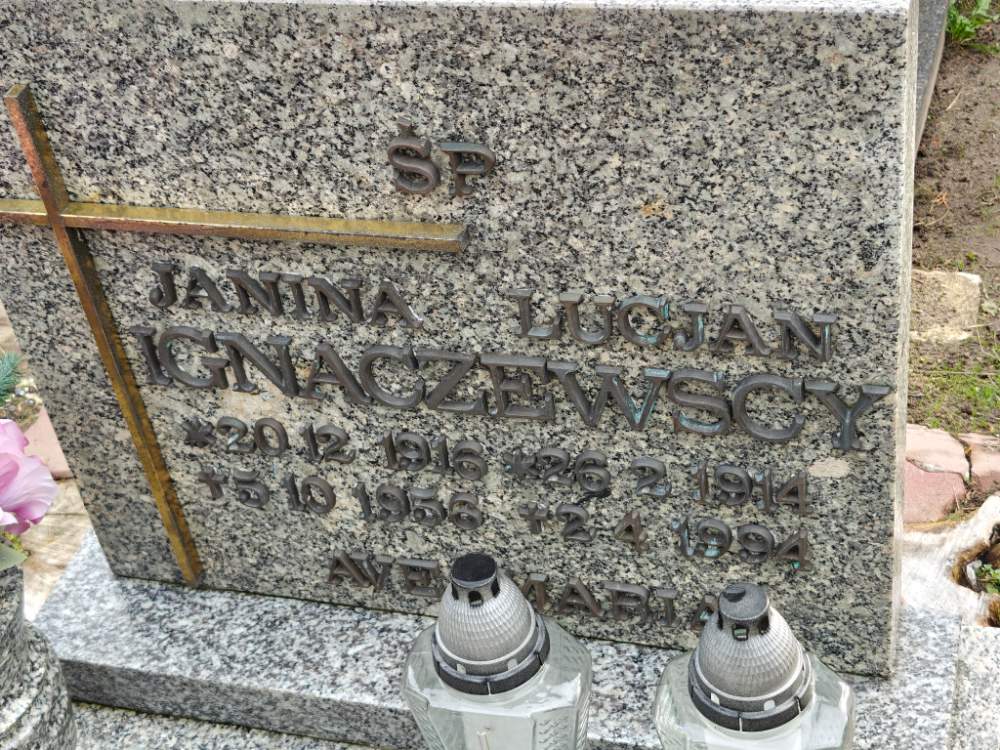 ŚP
JANINA LUCJAN
IGNACZEWSCY
*20 12 1916 *26 2 1914
†5 10 1956 †2 4 1994
AVE MARIA